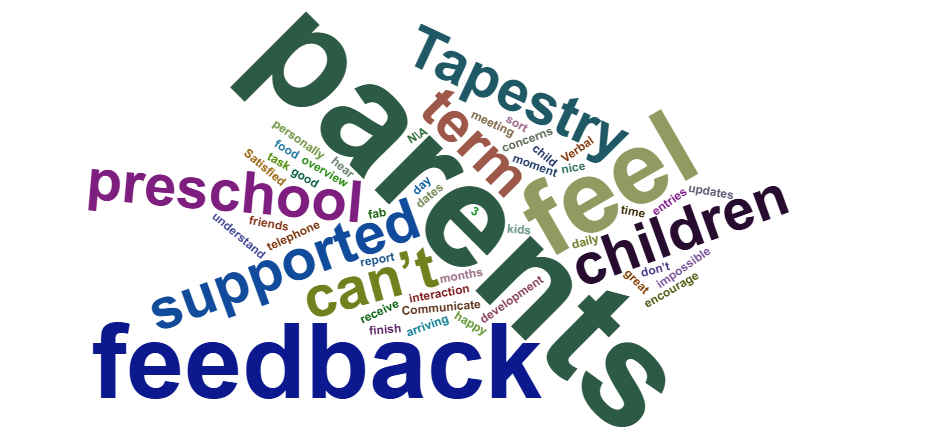 parents
Tapestry
term
meeting
sort
concerns
child
Verbal
moment
nice
feel
N\A
personally
food
overview
hear
task
good
Satisfied
preschool
day
dates
3
fab
friends
telephone
understand
supported
kids
daily
time
entries
updates
children
great
don't
impossible
encourage
report
can't
months
interaction
development
receive
Communicate
happy
finish
arriving
feedback